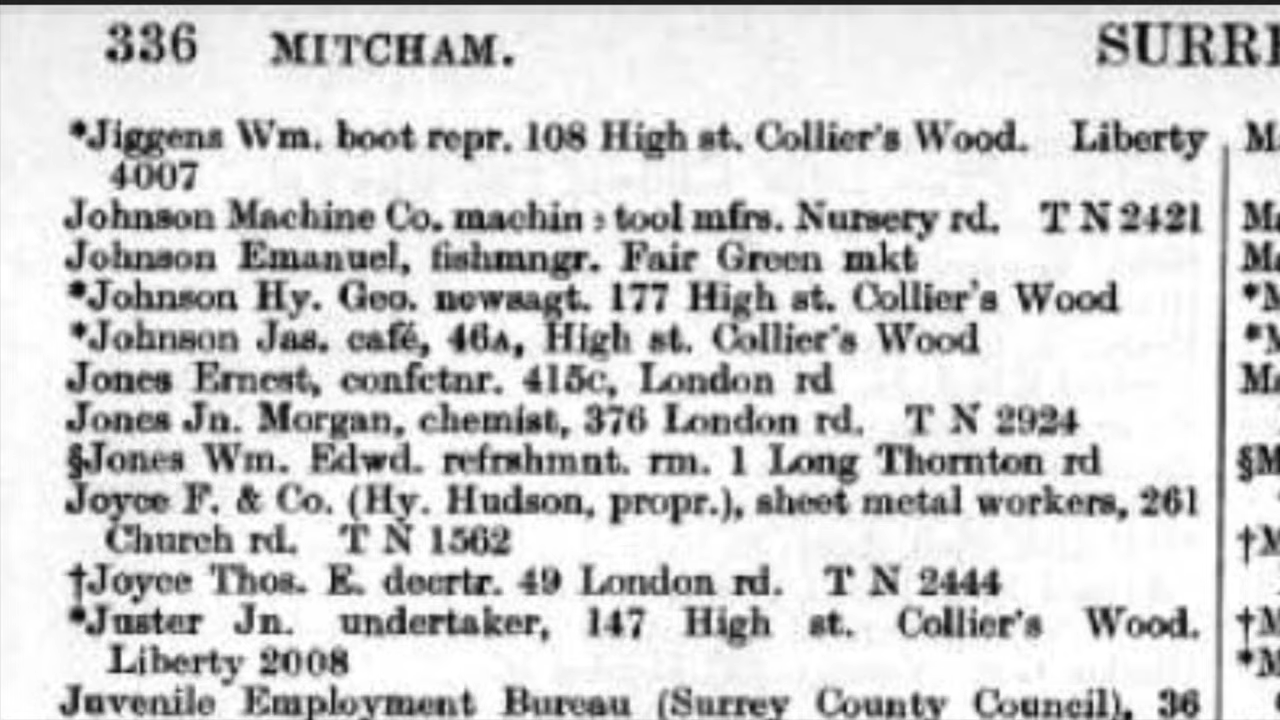 336 MITCHAM. SURRE
*Jiggens Wm. boot repr. 108 High st. Collier's Wood. Liberty
4007
Johnson Machine Co. machine tool mfrs. Nursery rd. T N 2421
Johnson Emanuel, fishmngr. Fair Green mkt
*Johnson Hy. Geo. newsagt. 177 High st. Collier's Wood
*Johnson Jas. café, 46A, High st. Collier's Wood
Jones Ernest, confctnr. 415c, London rd
Jones Jn. Morgan, chemist, 376 London rd. T N 2924
§Jones Wm. Edwd. refrshmnt. rm. 1 Long Thornton rd
Joyce F. & Co. (Hy. Hudson, propr.), sheet metal workers, 261
Church rd. T N 1562
†Joyce Thos. E. decrtr. 49 London rd. T N 2444
*Juster Jn. undertaker, 147 High st. Collier's Wood.
Liberty 2008
Juvenile Employment Bureau (Surrey County Council), 36